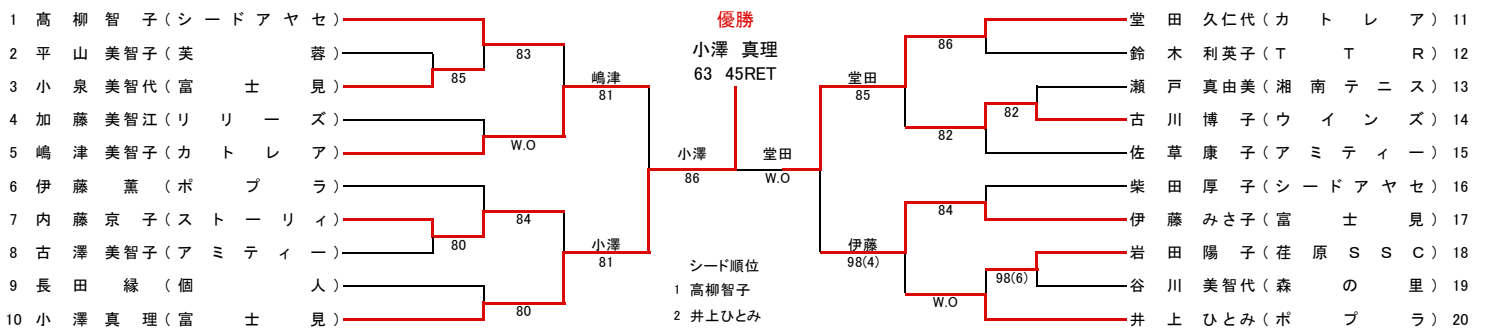 1 髙 柳 智 子 ( シ ー ド ア ヤ セ )
2 平 山 美智子 ( 芙 蓉 )
3 小 泉 美智代 ( 富 士 見 )
4 加 藤 美智江 ( リ リ ー ズ )
5 嶋 津 美智子 ( カ ト レ ア )
6 伊 藤 薫 ( ポ プ ラ )
7 内 藤 京 子 ( ス ト ー リ ィ )
8 古 澤 美智子 ( ア ミ テ ィ ー )
9 長 田 縁 ( 個 人 )
10 小 澤 真 理 ( 富 士 見 )
85
80
83
W.O
84
80
嶋津
81
小澤
81
小澤
86
優勝
小澤 真理
63 45RET
シード順位
1 高柳智子
2 井上ひとみ
堂田
W.O
堂田
85
伊藤
98(4)
86
82
84
W.O
82
98(6)
堂 田 久仁代 ( カ ト レ ア ) 11
鈴 木 利英子 ( T T R ) 12
瀬 戸 真由美 ( 湘 南 テ ニ ス ) 13
古 川 博 子 ( ウ イ ン ズ ) 14
佐 草 康 子 ( ア ミ テ ィ ー ) 15
柴 田 厚 子 ( シ ー ド ア ヤ セ ) 16
伊 藤 みさ子 ( 富 士 見 ) 17
岩 田 陽 子 ( 荏 原 S S C ) 18
谷 川 美智代 ( 森 の 里 ) 19
井 上 ひとみ ( ポ プ ラ ) 20